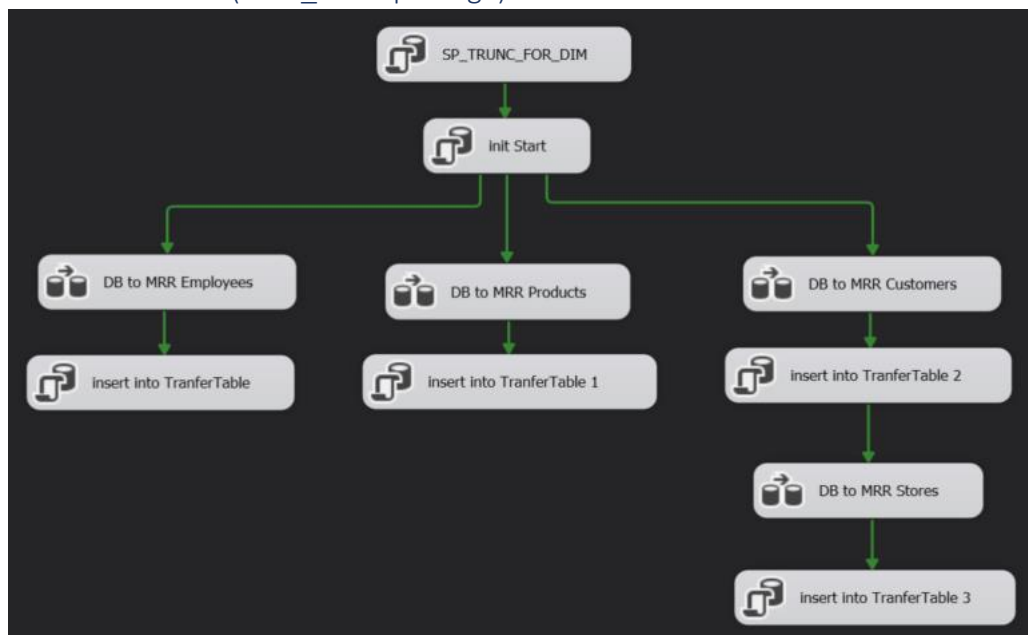 SP_TRUNC_FOR_DIM
init Start
DB to MRR Employees
DB to MRR Products
DB to MRR Customers
insert into TranferTable
insert into TranferTable 1
insert into TranferTable 2
DB to MRR Stores
insert into TranferTable 3